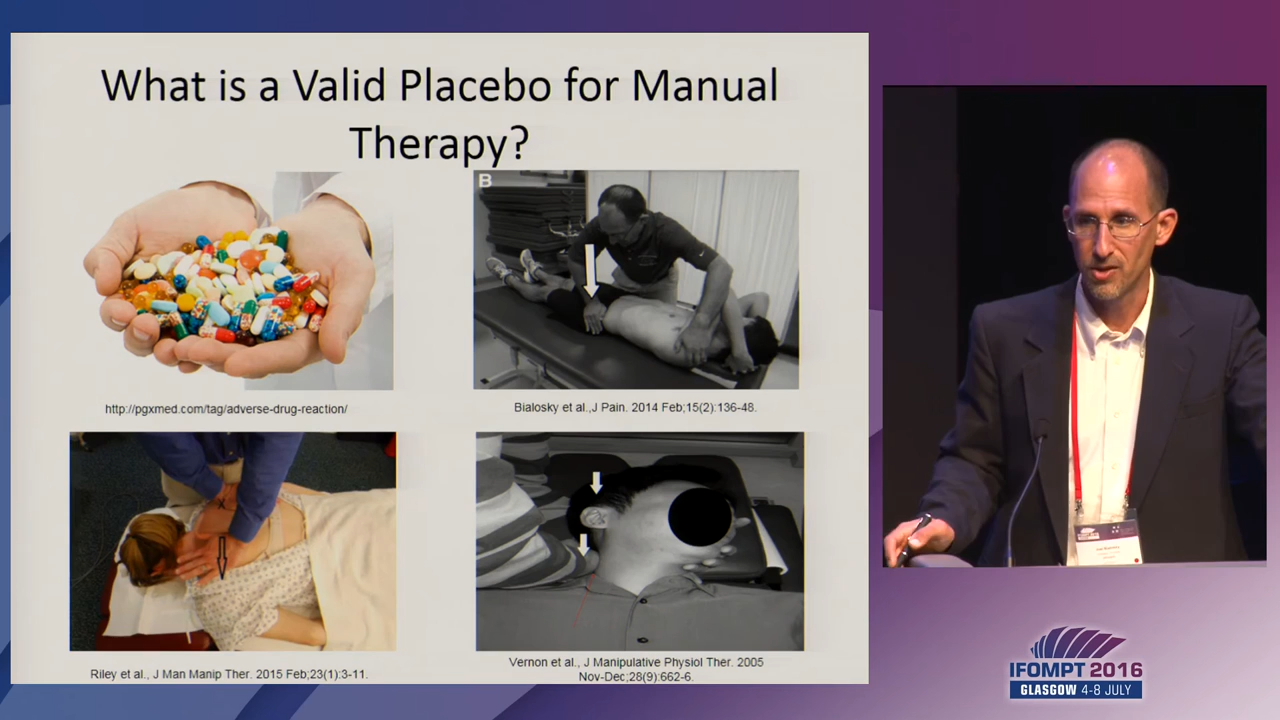 What is a Valid Placebo for Manual
Therapy?
B
http://pgxmed.com/tag/adverse-drug-reaction/
Bialosky et al.,J Pain. 2014 Feb;15(2):136-48.
X
Riley et al., J Man Manip Ther. 2015 Feb;23(1):3-11.
Vernon et al., J Manipulative Physiol Ther. 2005
Nov-Dec;28(9):662-6.
IFOMPT 2016
GLASGOW 4-8 JULY